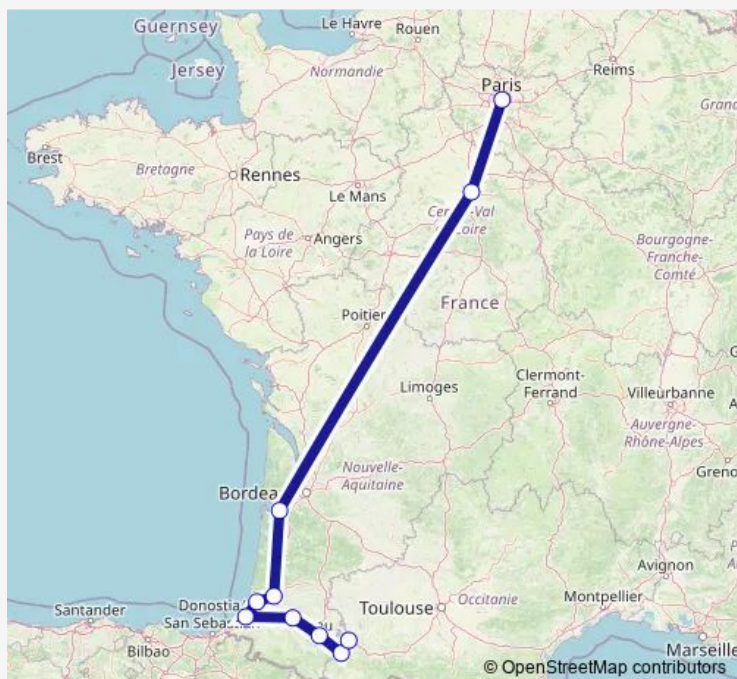 Guernsey
Le Havre
Rouen
Jersey
Normandie
Reims
Paris
Grand
Brest
Bretagne
Rennes
Le Mans
Centre-Val
Loire
Pays de
la Loire
Angers
Bourgogne-
Franche-
Comté
France
Poitier
Limoges
Clermont-
Ferrand
Villeurbanne
Auvergne-
Rhône-Alpes
Greno
Bordea
Nouvelle-
Aquitaine
Avignon
Santander
Donostia
San Sebastián
Toulouse
Occitanie
Montpellier
Bilbao
Marseille
© OpenStreetMap contributors